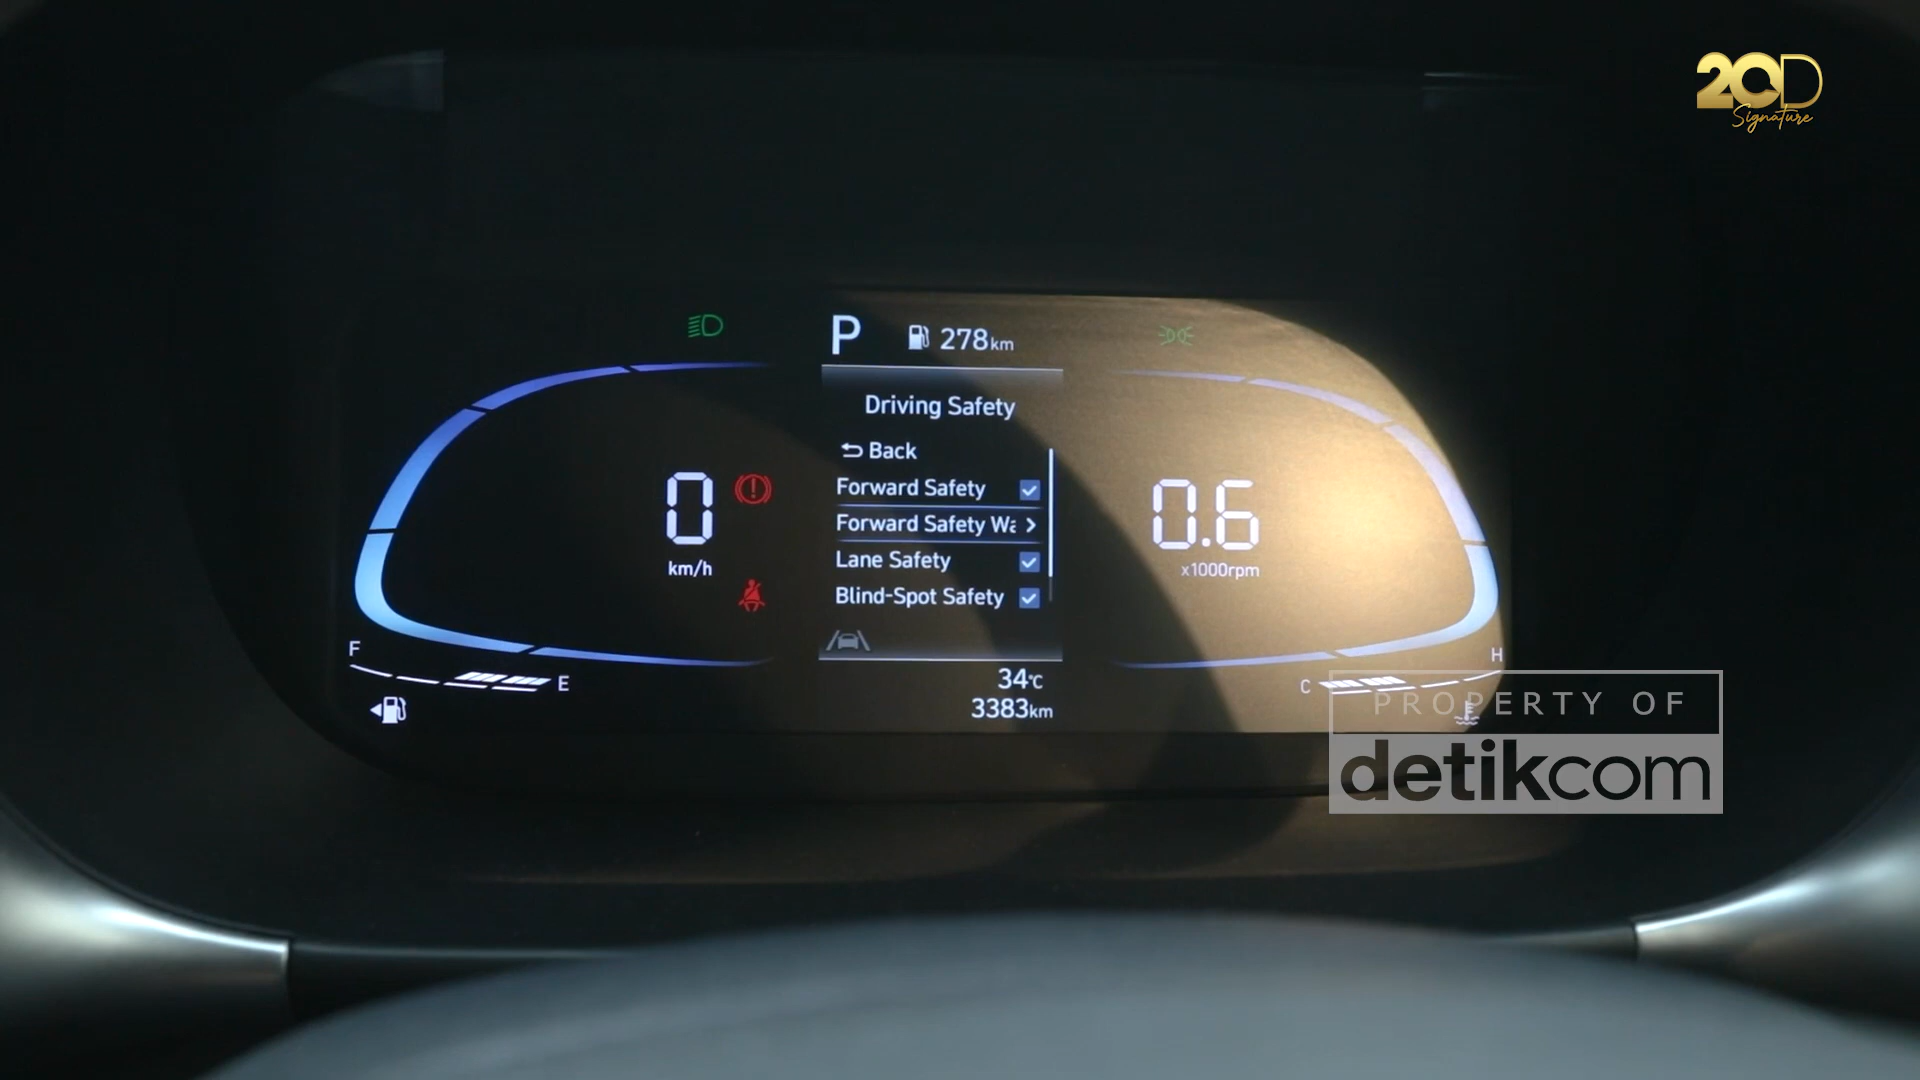 20D
Signature
P
278km
Driving Safety
Back
Forward Safety
Forward Safety Wa
Lane Safety
Blind-Spot Safety
0
km/h
0.6
x1000rpm
F
E
34°C
3383km
C
H
PROPERTY OF
detikcom